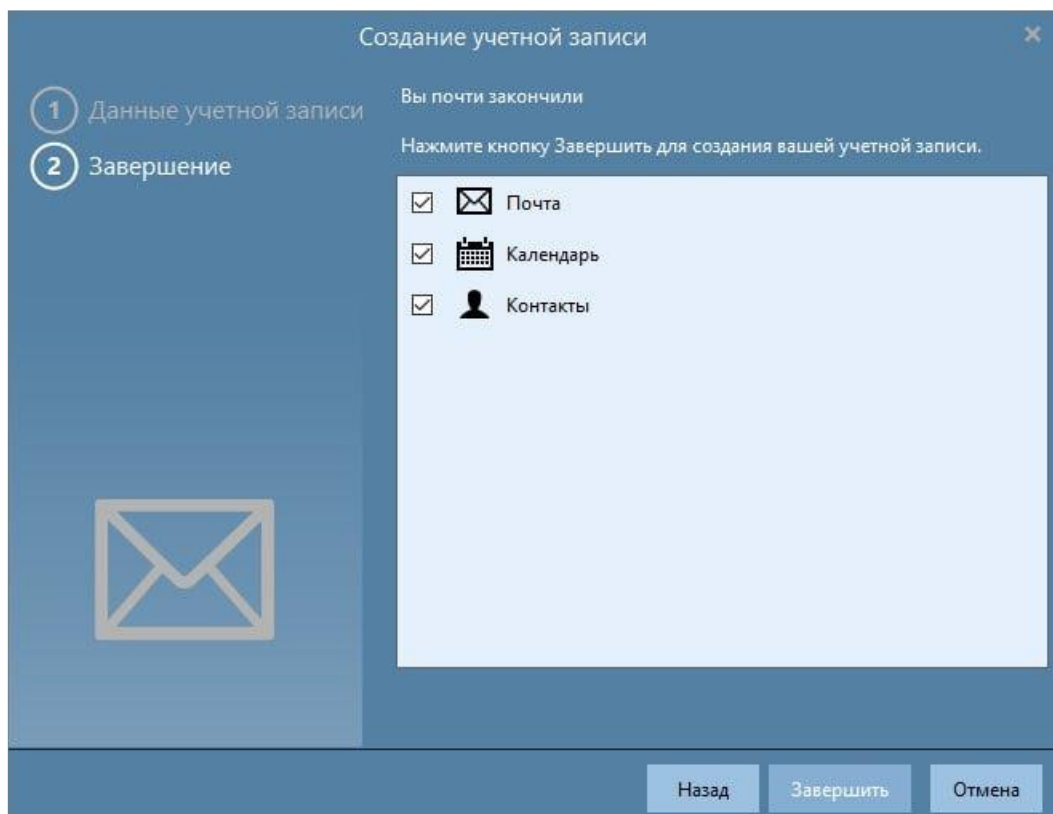 Создание учетной записи
1 Данные учетной записи
2 Завершение
Вы почти закончили
Нажмите кнопку Завершить для создания вашей учетной записи.
Почта
Календарь
Контакты
Назад Завершить Отмена